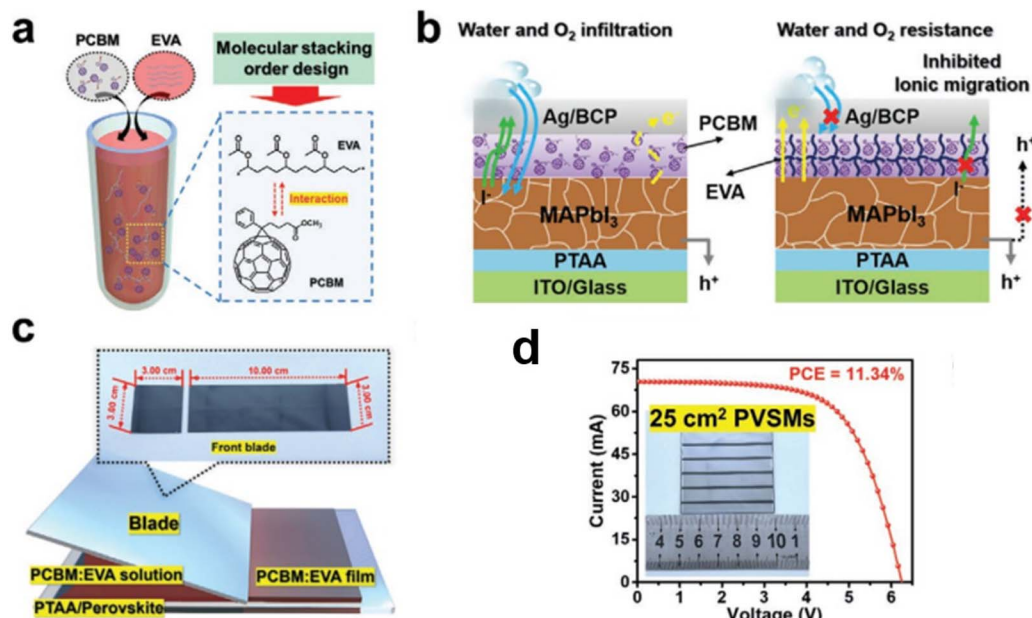 a
PCBM
EVA
Molecular stacking
order design
EVA
Interaction
OCH₃
PCBM
b
Water and O₂ infiltration
Water and O₂ resistance
Inhibited
Ionic migration
Ag/BCP
e⁻
I⁻
MAPbI₃
PTAA
ITO/Glass
h⁺
PCBM
EVA
e⁻
Ag/BCP
I⁻
MAPbI₃
PTAA
ITO/Glass
h⁺
h⁺
c
3.00 cm
10.00 cm
3.00 cm
3.00 cm
Front blade
Blade
PCBM:EVA solution
PCBM:EVA film
PTAA/Perovskite
d
PCE = 11.34%
25 cm² PVSMs
Current (mA)
75
60
45
30
15
0
4 5 6 7 8 9 10 1
0 1 2 3 4 5 6
Voltage (V)